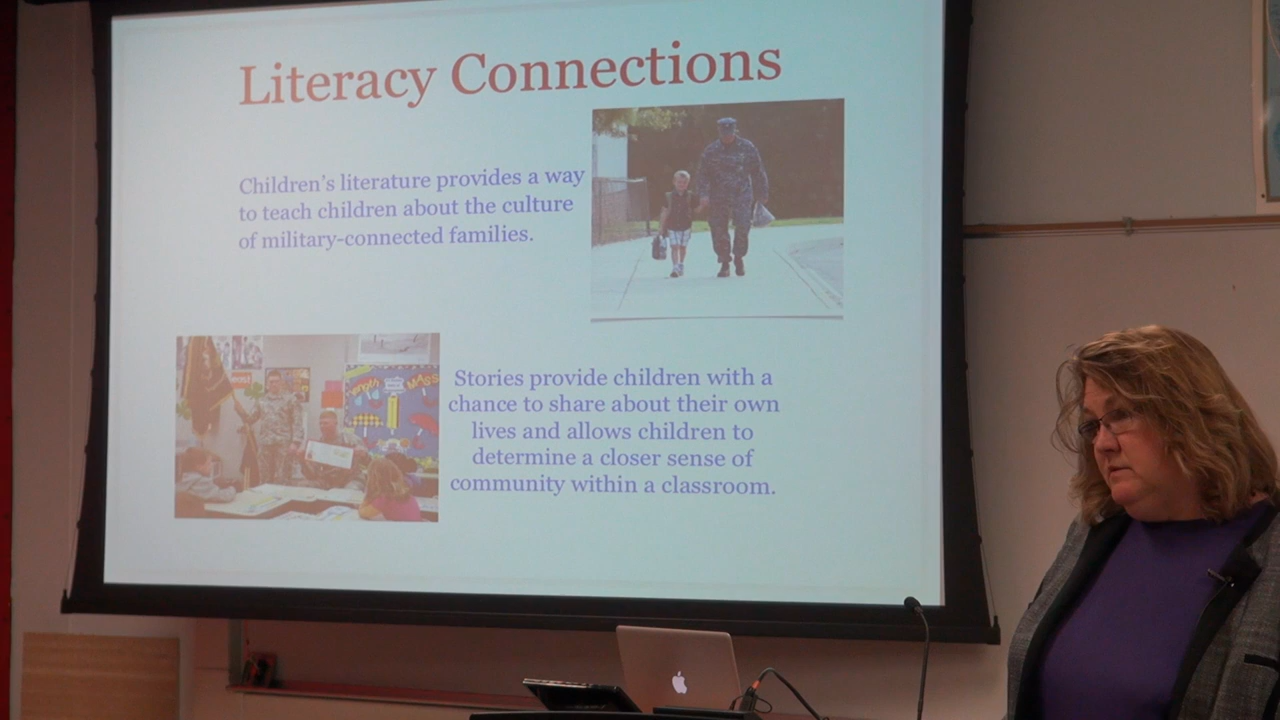 Literacy Connections
Children's literature provides a way
to teach children about the culture
of military-connected families.
Stories provide children with a
chance to share about their own
lives and allows children to
determine a closer sense of
community within a classroom.
MASS